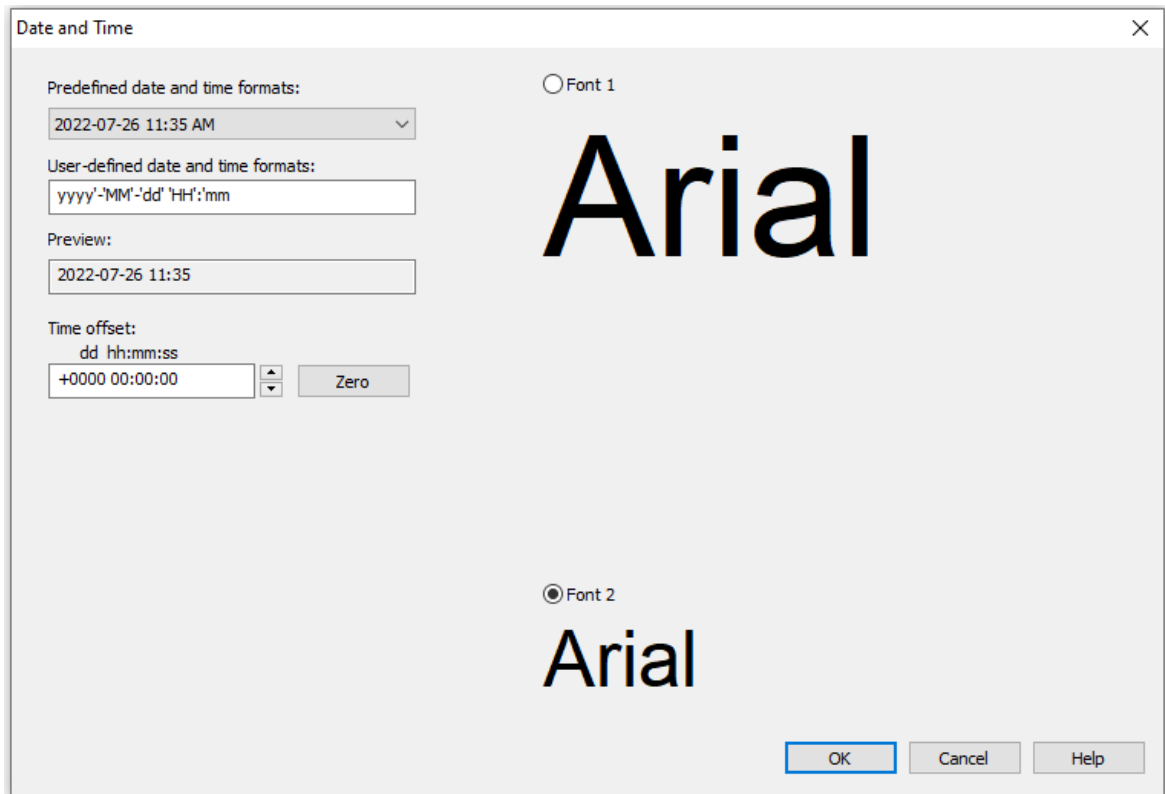 Date and Time
Predefined date and time formats:
2022-07-26 11:35 AM
User-defined date and time formats:
yyyy'-'MM'-'dd' 'HH':'mm
Preview:
2022-07-26 11:35
Time offset:
dd hh:mm:ss
+0000 00:00:00
Zero
Font 1
Arial
Font 2
Arial
OK
Cancel
Help